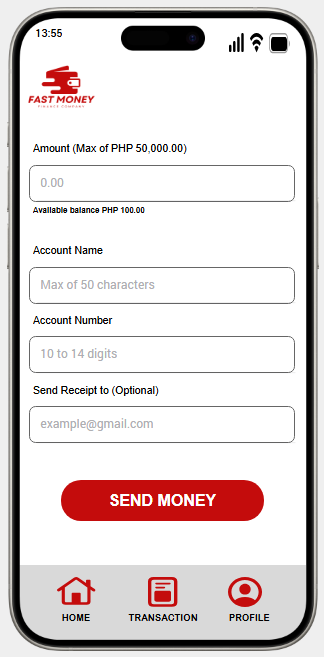 13:55
FAST MONEY
FINANCE COMPANY
Amount (Max of PHP 50,000.00)
0.00
Available balance PHP 100.00
Account Name
Max of 50 characters
Account Number
10 to 14 digits
Send Receipt to (Optional)
example@gmail.com
SEND MONEY
HOME TRANSACTION PROFILE